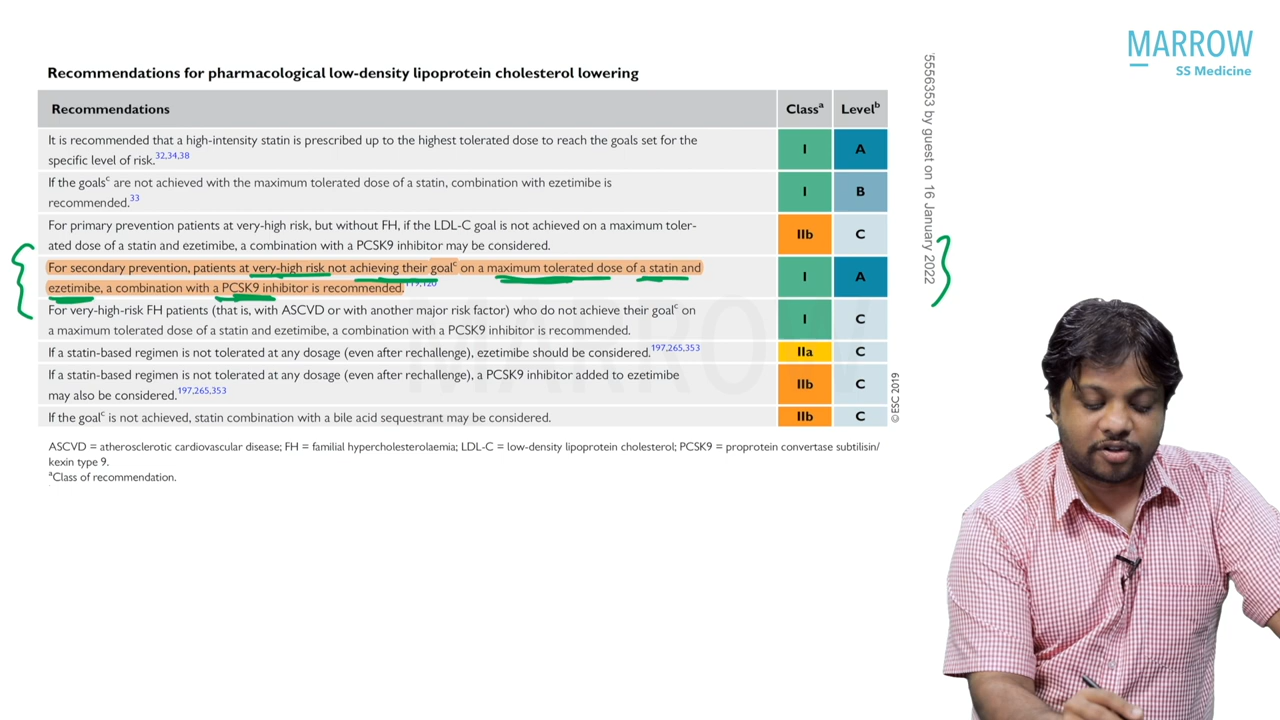 MARROW
SS Medicine
Recommendations for pharmacological low-density lipoprotein cholesterol lowering
Recommendations Classᵃ Levelᵇ
It is recommended that a high-intensity statin is prescribed up to the highest tolerated dose to reach the goals set for the
specific level of risk.32,34,38 I A
If the goalsᶜ are not achieved with the maximum tolerated dose of a statin, combination with ezetimibe is
recommended.33 I B
For primary prevention patients at very-high risk, but without FH, if the LDL-C goal is not achieved on a maximum toler-
ated dose of a statin and ezetimibe, a combination with a PCSK9 inhibitor may be considered. IIb C
For secondary prevention, patients at very-high risk not achieving their goalᶜ on a maximum tolerated dose of a statin and
ezetimibe, a combination with a PCSK9 inhibitor is recommended.119,120 I A
For very-high-risk FH patients (that is, with ASCVD or with another major risk factor) who do not achieve their goalᶜ on
a maximum tolerated dose of a statin and ezetimibe, a combination with a PCSK9 inhibitor is recommended. I C
If a statin-based regimen is not tolerated at any dosage (even after rechallenge), ezetimibe should be considered.197,265,353 IIa C
If a statin-based regimen is not tolerated at any dosage (even after rechallenge), a PCSK9 inhibitor added to ezetimibe
may also be considered.197,265,353 IIb C
If the goalᶜ is not achieved, statin combination with a bile acid sequestrant may be considered. IIb C
©ESC 2019
5556353 by guest on 16 January 2022
ASCVD = atherosclerotic cardiovascular disease; FH = familial hypercholesterolaemia; LDL-C = low-density lipoprotein cholesterol; PCSK9 = proprotein convertase subtilisin/
kexin type 9.
ᵃClass of recommendation.
MARROW